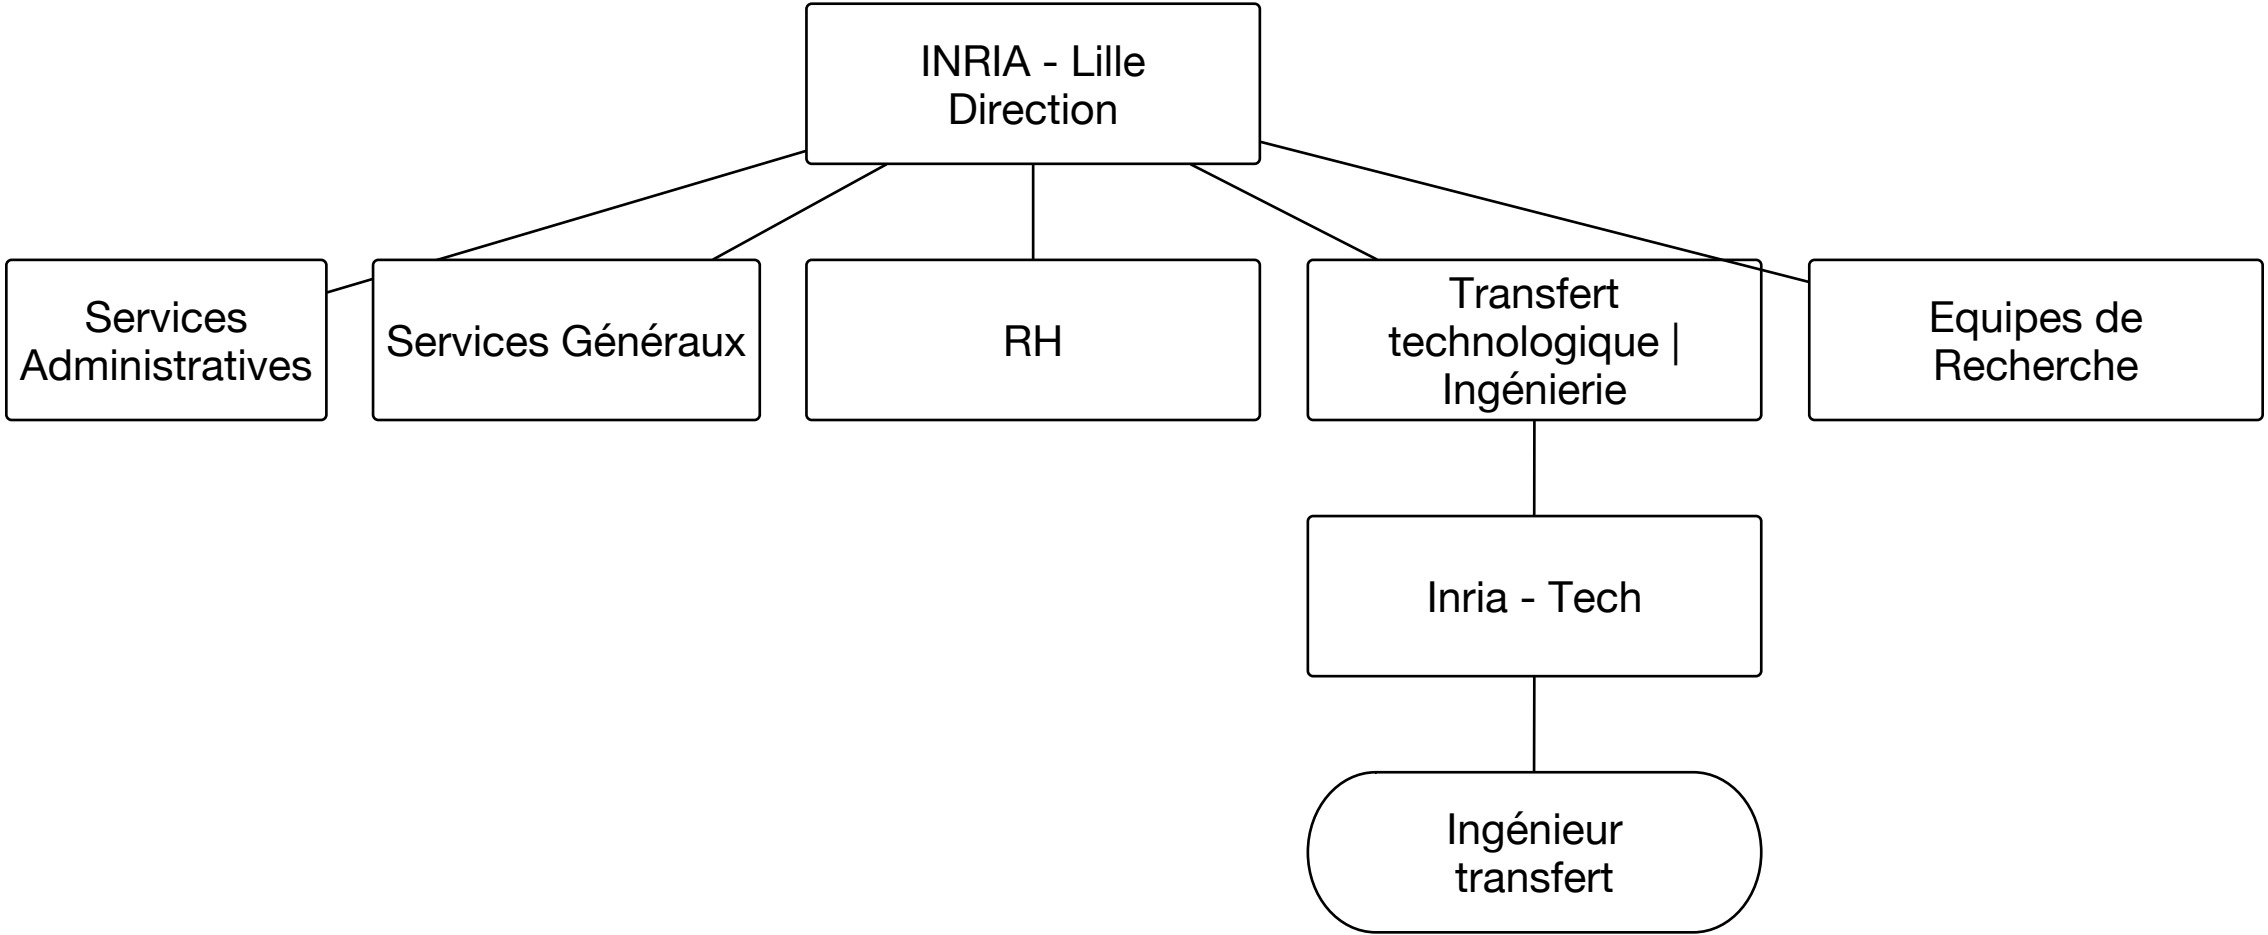 INRIA - Lille
Direction
Services
Administratives
Services Généraux
RH
Transfert
technologique |
Ingénierie
Equipes de
Recherche
Inria - Tech
Ingénieur
transfert